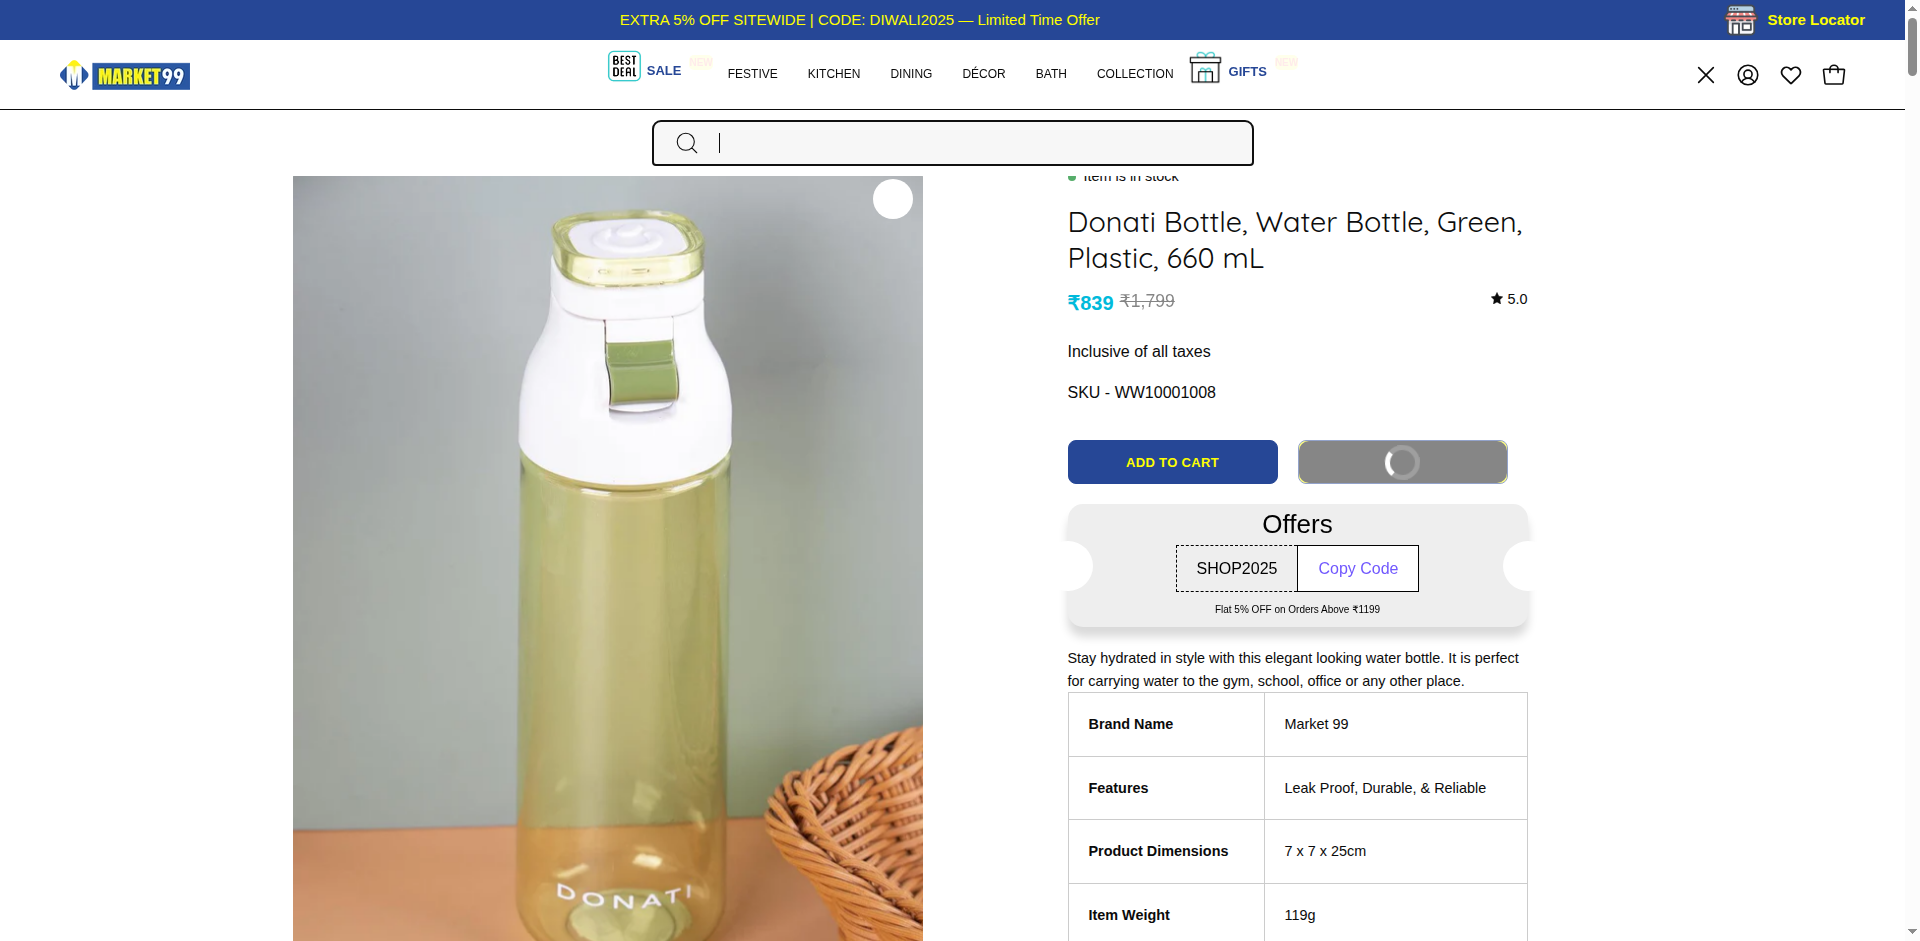 EXTRA 5% OFF SITEWIDE | CODE: DIWALI2025 — Limited Time Offer
Store Locator
MARKET99
BEST DEAL
SALE
NEW
FESTIVE
KITCHEN
DINING
DÉCOR
BATH
COLLECTION
GIFTS
NEW
Item is in stock
Donati Bottle, Water Bottle, Green,
Plastic, 660 mL
₹839 ₹1,799
5.0
Inclusive of all taxes
SKU - WW10001008
ADD TO CART
Offers
SHOP2025
Copy Code
Flat 5% OFF on Orders Above ₹1199
Stay hydrated in style with this elegant looking water bottle. It is perfect
for carrying water to the gym, school, office or any other place.
Brand Name
Market 99
Features
Leak Proof, Durable, & Reliable
Product Dimensions
7 x 7 x 25cm
Item Weight
119g
DONATI